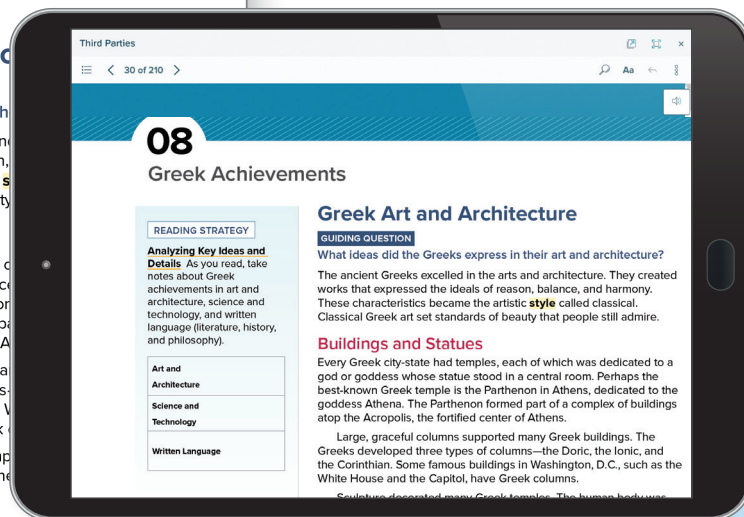 Third Parties
30 of 210
Aa
08
Greek Achievements
READING STRATEGY
Analyzing Key Ideas and
Details As you read, take
notes about Greek
achievements in art and
architecture, science and
technology, and written
language (literature, history,
and philosophy).
Art and
Architecture
Science and
Technology
Written Language
Greek Art and Architecture
GUIDING QUESTION
What ideas did the Greeks express in their art and architecture?
The ancient Greeks excelled in the arts and architecture. They created
works that expressed the ideals of reason, balance, and harmony.
These characteristics became the artistic style called classical.
Classical Greek art set standards of beauty that people still admire.
Buildings and Statues
Every Greek city-state had temples, each of which was dedicated to a
god or goddess whose statue stood in a central room. Perhaps the
best-known Greek temple is the Parthenon in Athens, dedicated to the
goddess Athena. The Parthenon formed part of a complex of buildings
atop the Acropolis, the fortified center of Athens.
Large, graceful columns supported many Greek buildings. The
Greeks developed three types of columns—the Doric, the Ionic, and
the Corinthian. Some famous buildings in Washington, D.C., such as the
White House and the Capitol, have Greek columns.
Sculpture decorated many Greek temples. The human body was